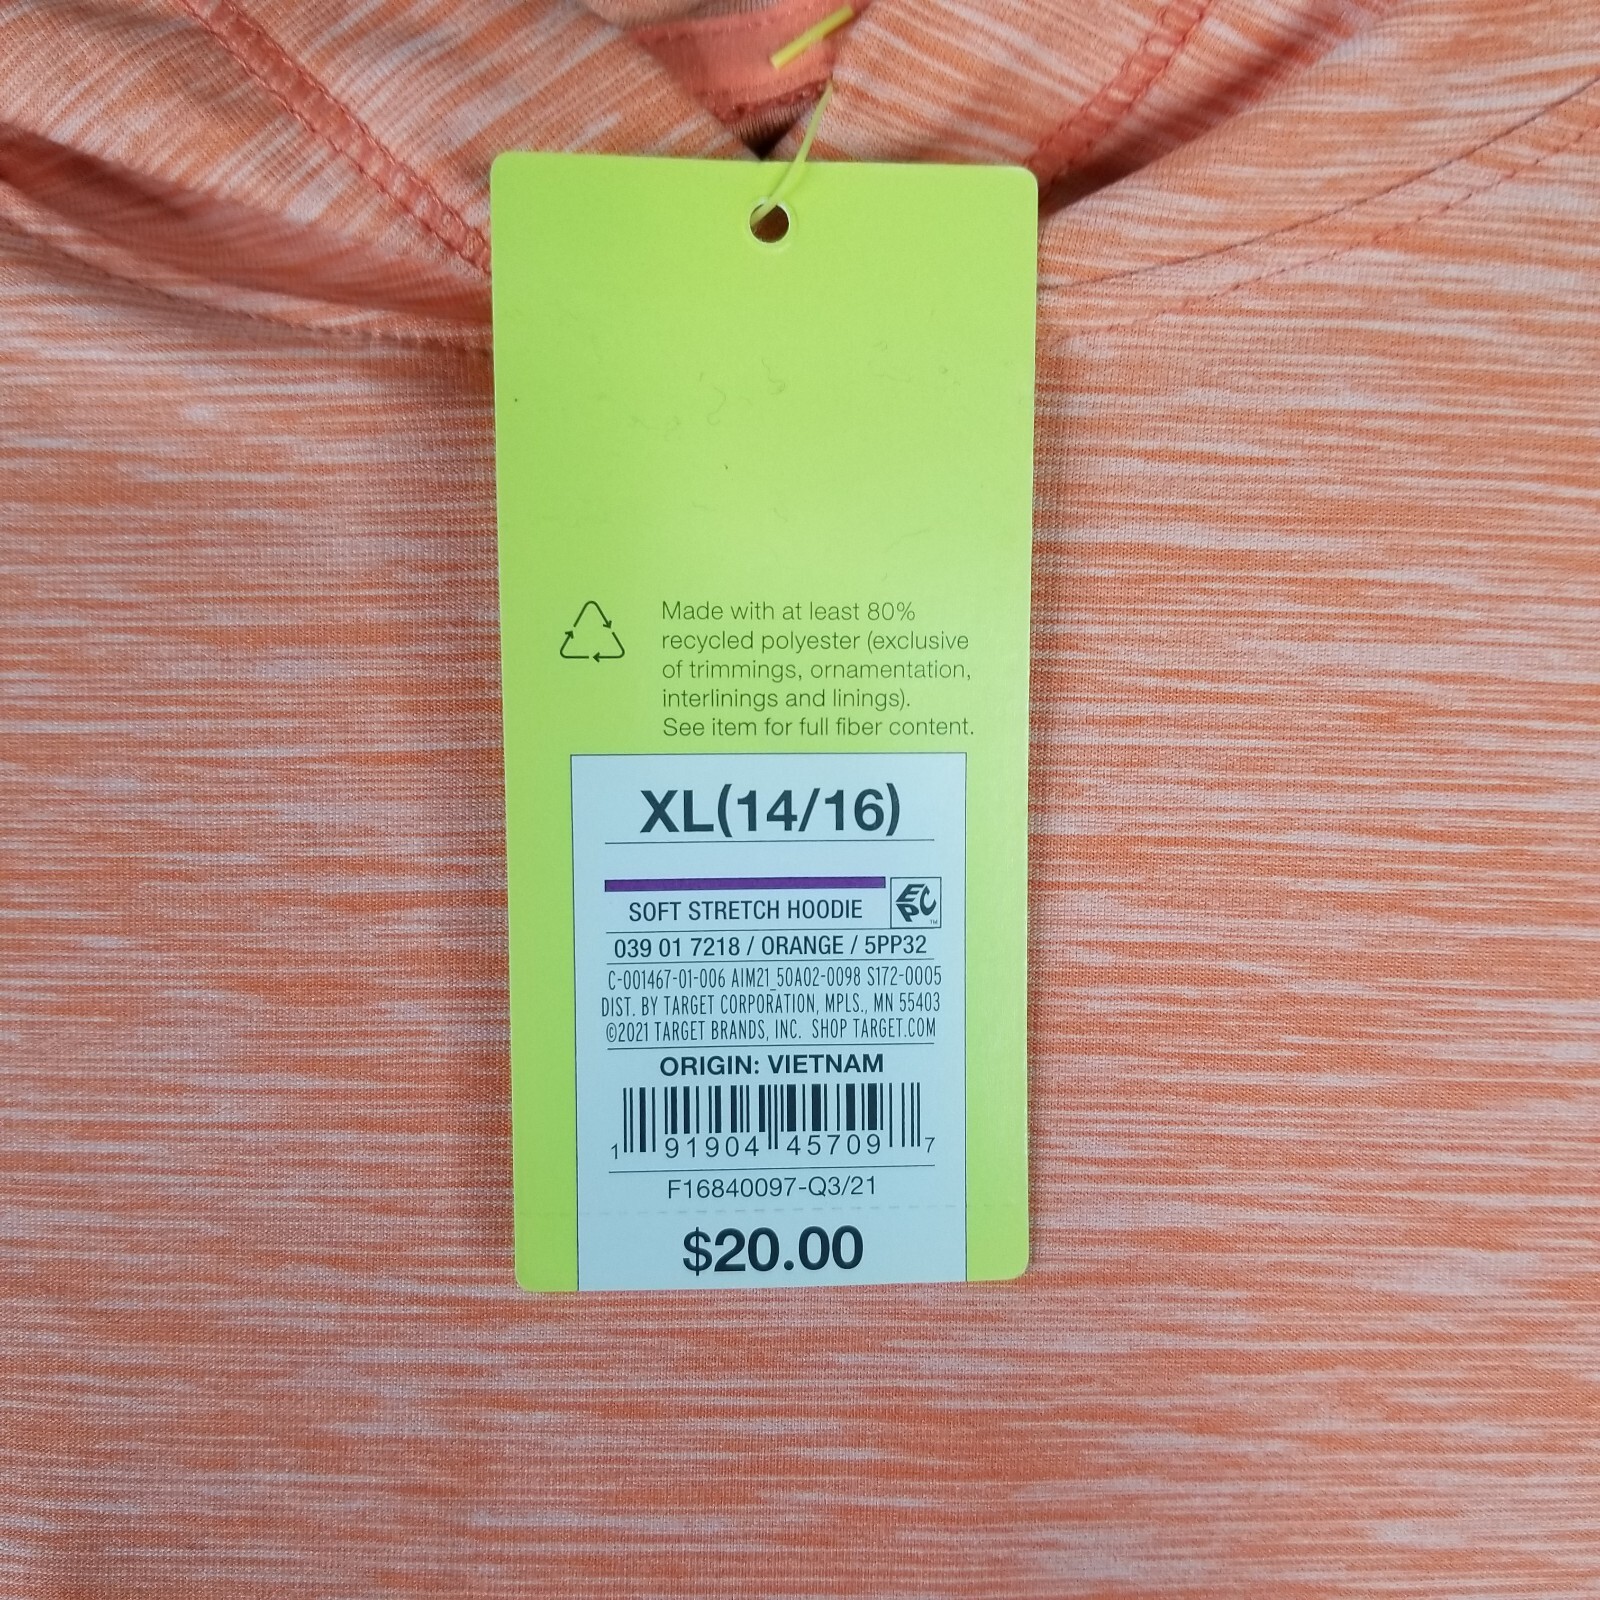 Made with at least 80%
recycled polyester (exclusive
of trimmings, ornamentation,
interlinings and linings).
See item for full fiber content.
XL(14/16)
EPC™
SOFT STRETCH HOODIE
039 01 7218 / ORANGE / 5PP32
C-001467-01-006 AIM21_50A02-0098 S172-0005
DIST. BY TARGET CORPORATION, MPLS., MN 55403
©2021 TARGET BRANDS, INC. SHOP TARGET.COM
ORIGIN: VIETNAM
1 91904 45709 7
F16840097-Q3/21
$20.00